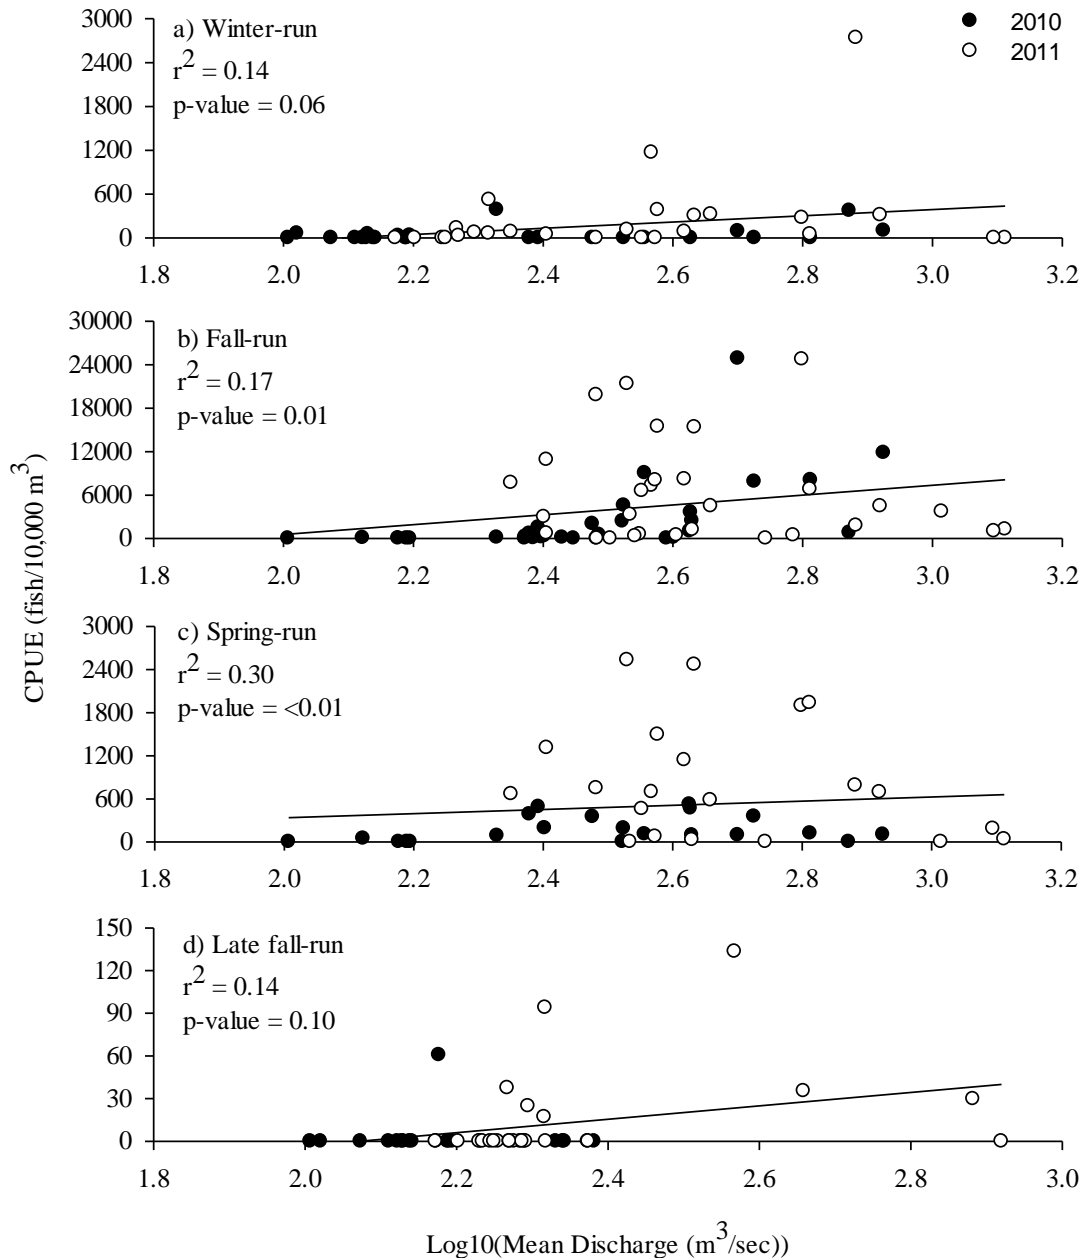 a) Winter-run
r2 = 0.14
p-value = 0.06
2010
2011
3000
2400
1800
1200
600
0
1.8 2.0 2.2 2.4 2.6 2.8 3.0 3.2
b) Fall-run
r2 = 0.17
p-value = 0.01
30000
24000
18000
12000
6000
0
1.8 2.0 2.2 2.4 2.6 2.8 3.0 3.2
CPUE (fish/10,000 m3)
c) Spring-run
r2 = 0.30
p-value = <0.01
3000
2400
1800
1200
600
0
1.8 2.0 2.2 2.4 2.6 2.8 3.0 3.2
d) Late fall-run
r2 = 0.14
p-value = 0.10
150
120
90
60
30
0
1.8 2.0 2.2 2.4 2.6 2.8 3.0
Log10(Mean Discharge (m3/sec))